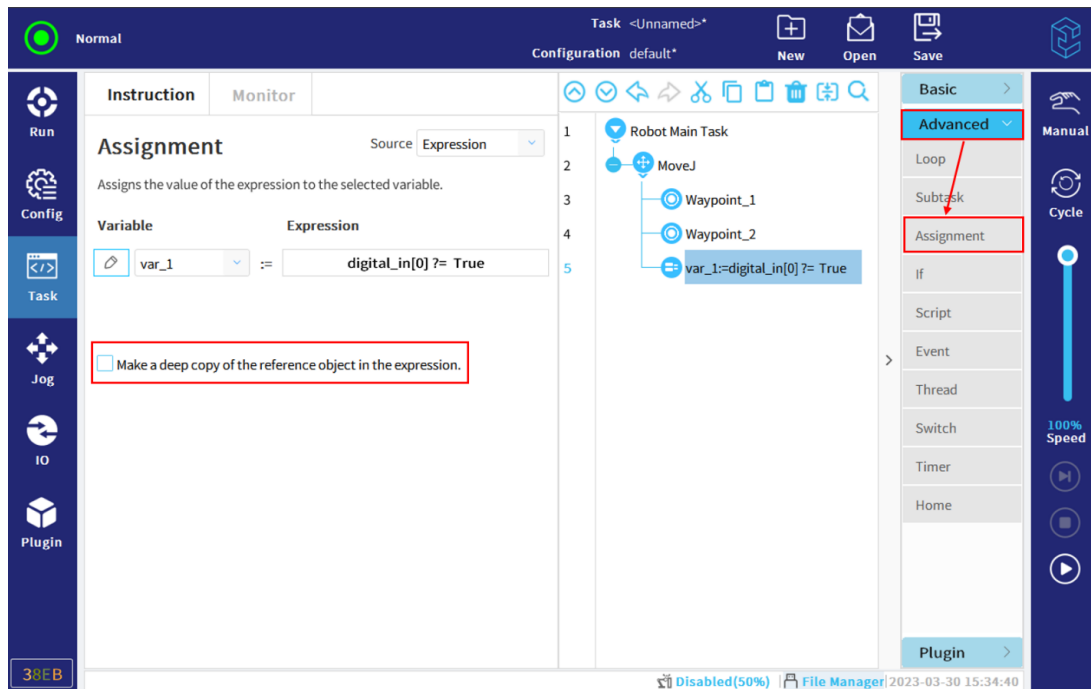 Normal
Task <Unnamed>*
Configuration default*
New
Open
Save
Run
Config
Task
Jog
IO
Plugin
38EB
Instruction
Monitor
Assignment
Source Expression
Assigns the value of the expression to the selected variable.
Variable Expression
var_1 := digital_in[0] ?= True
Make a deep copy of the reference object in the expression.
1 Robot Main Task
2 MoveJ
3 Waypoint_1
4 Waypoint_2
5 var_1:=digital_in[0] ?= True
Basic
Advanced
Loop
Subtask
Assignment
If
Script
Event
Thread
Switch
Timer
Home
Plugin
Manual
Cycle
100%
Speed
Disabled(50%) File Manager 2023-03-30 15:34:40